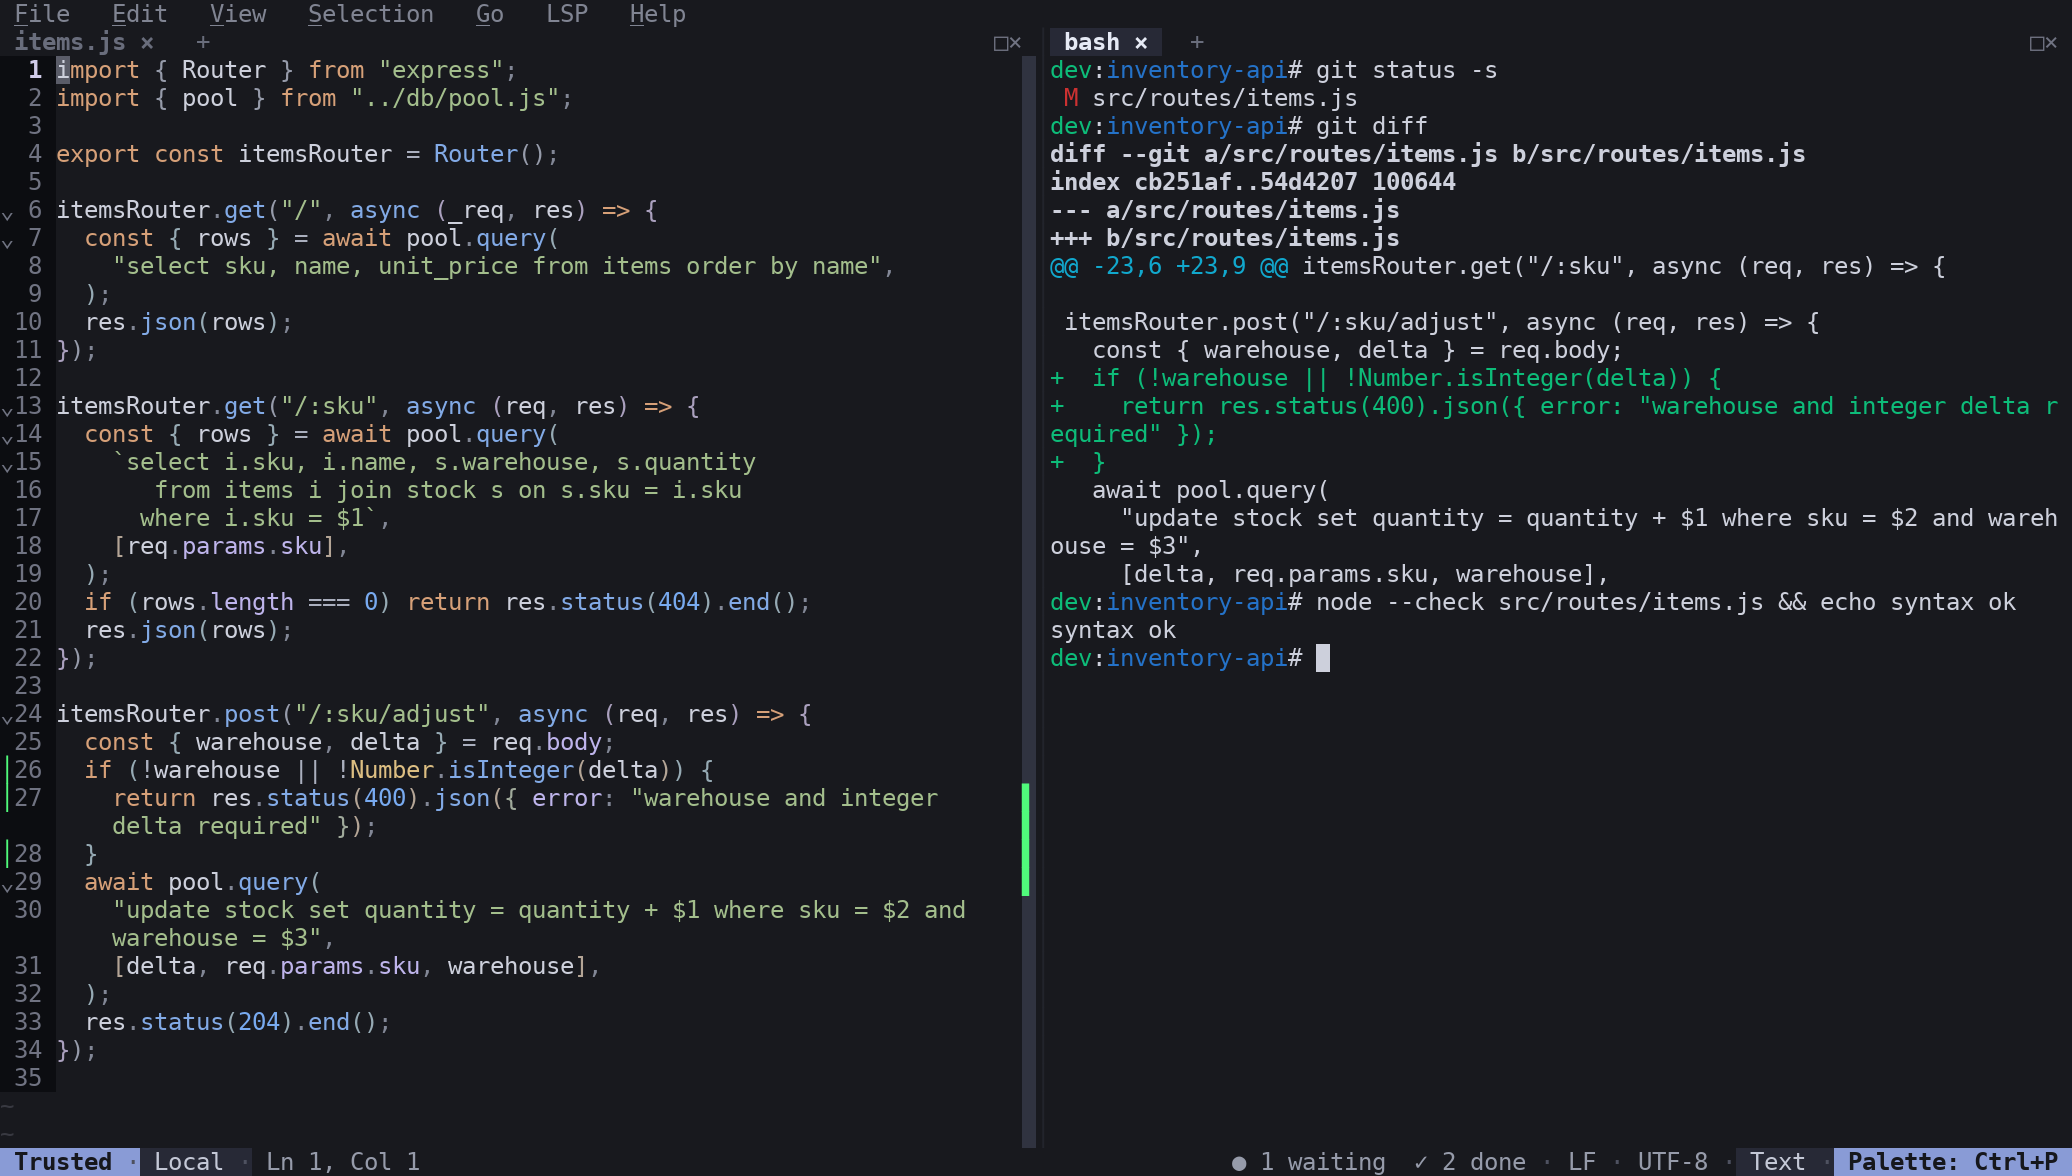 File Edit View Selection Go LSP Help
items.js × + □×
1 import { Router } from "express";
2 import { pool } from "../db/pool.js";
3
4 export const itemsRouter = Router();
5
6 itemsRouter.get("/", async (_req, res) => {
7   const { rows } = await pool.query(
8     "select sku, name, unit_price from items order by name",
9   );
10   res.json(rows);
11 });
12
13 itemsRouter.get("/:sku", async (req, res) => {
14   const { rows } = await pool.query(
15     `select i.sku, i.name, s.warehouse, s.quantity
16        from items i join stock s on s.sku = i.sku
17       where i.sku = $1`,
18     [req.params.sku],
19   );
20   if (rows.length === 0) return res.status(404).end();
21   res.json(rows);
22 });
23
24 itemsRouter.post("/:sku/adjust", async (req, res) => {
25   const { warehouse, delta } = req.body;
26   if (!warehouse || !Number.isInteger(delta)) {
27     return res.status(400).json({ error: "warehouse and integer
    delta required" });
28   }
29   await pool.query(
30     "update stock set quantity = quantity + $1 where sku = $2 and
    warehouse = $3",
31     [delta, req.params.sku, warehouse],
32   );
33   res.status(204).end();
34 });
35
~
~
bash × + □×
dev:inventory-api# git status -s
 M src/routes/items.js
dev:inventory-api# git diff
diff --git a/src/routes/items.js b/src/routes/items.js
index cb251af..54d4207 100644
--- a/src/routes/items.js
+++ b/src/routes/items.js
@@ -23,6 +23,9 @@ itemsRouter.get("/:sku", async (req, res) => {

 itemsRouter.post("/:sku/adjust", async (req, res) => {
   const { warehouse, delta } = req.body;
+  if (!warehouse || !Number.isInteger(delta)) {
+    return res.status(400).json({ error: "warehouse and integer delta r
equired" });
+  }
   await pool.query(
     "update stock set quantity = quantity + $1 where sku = $2 and wareh
ouse = $3",
     [delta, req.params.sku, warehouse],
dev:inventory-api# node --check src/routes/items.js && echo syntax ok
syntax ok
dev:inventory-api#
Trusted · Local · Ln 1, Col 1 ● 1 waiting ✓ 2 done · LF · UTF-8 · Text · Palette: Ctrl+P